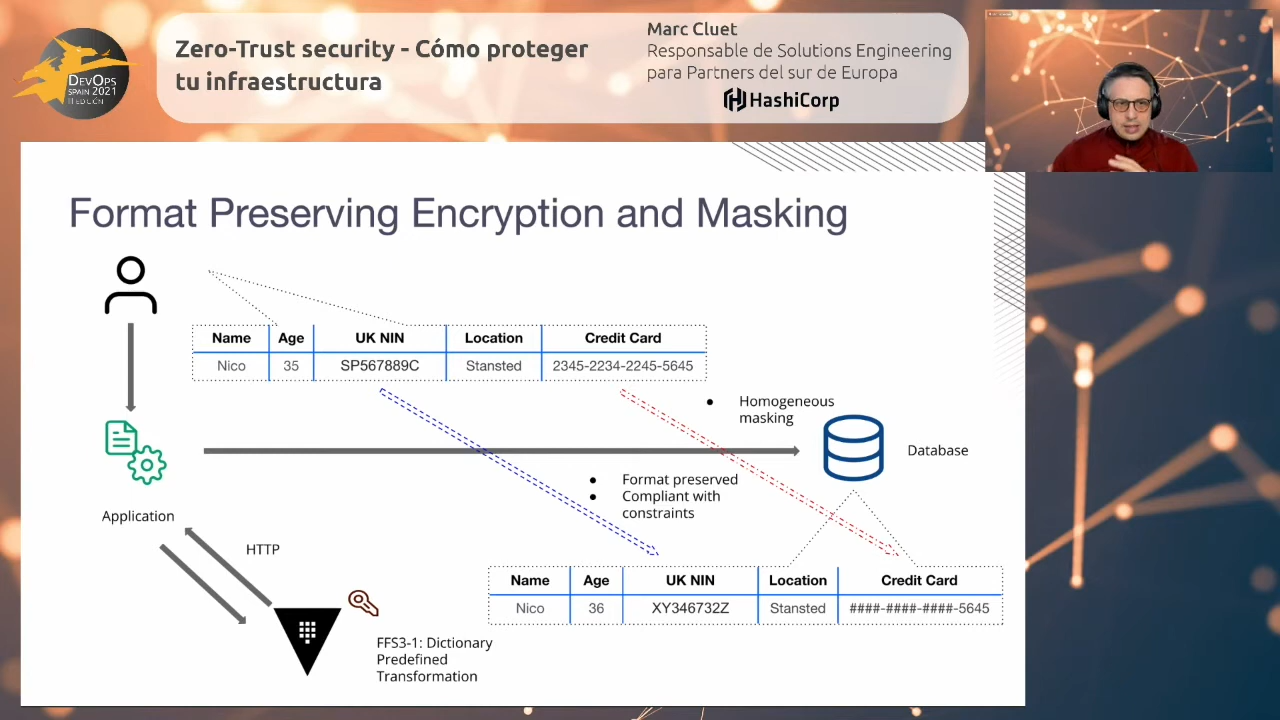 DevOps
SPAIN 2021
II EDICIÓN
Zero-Trust security - Cómo proteger
tu infraestructura
Marc Cluet
Responsable de Solutions Engineering
para Partners del sur de Europa
HashiCorp
Format Preserving Encryption and Masking
Name Age UK NIN Location Credit Card
Nico 35 SP567889C Stansted 2345-2234-2245-5645
Homogeneous
masking
Database
Format preserved
Compliant with
constraints
Application
HTTP
Name Age UK NIN Location Credit Card
Nico 36 XY346732Z Stansted ####-####-####-5645
FFS3-1: Dictionary
Predefined
Transformation